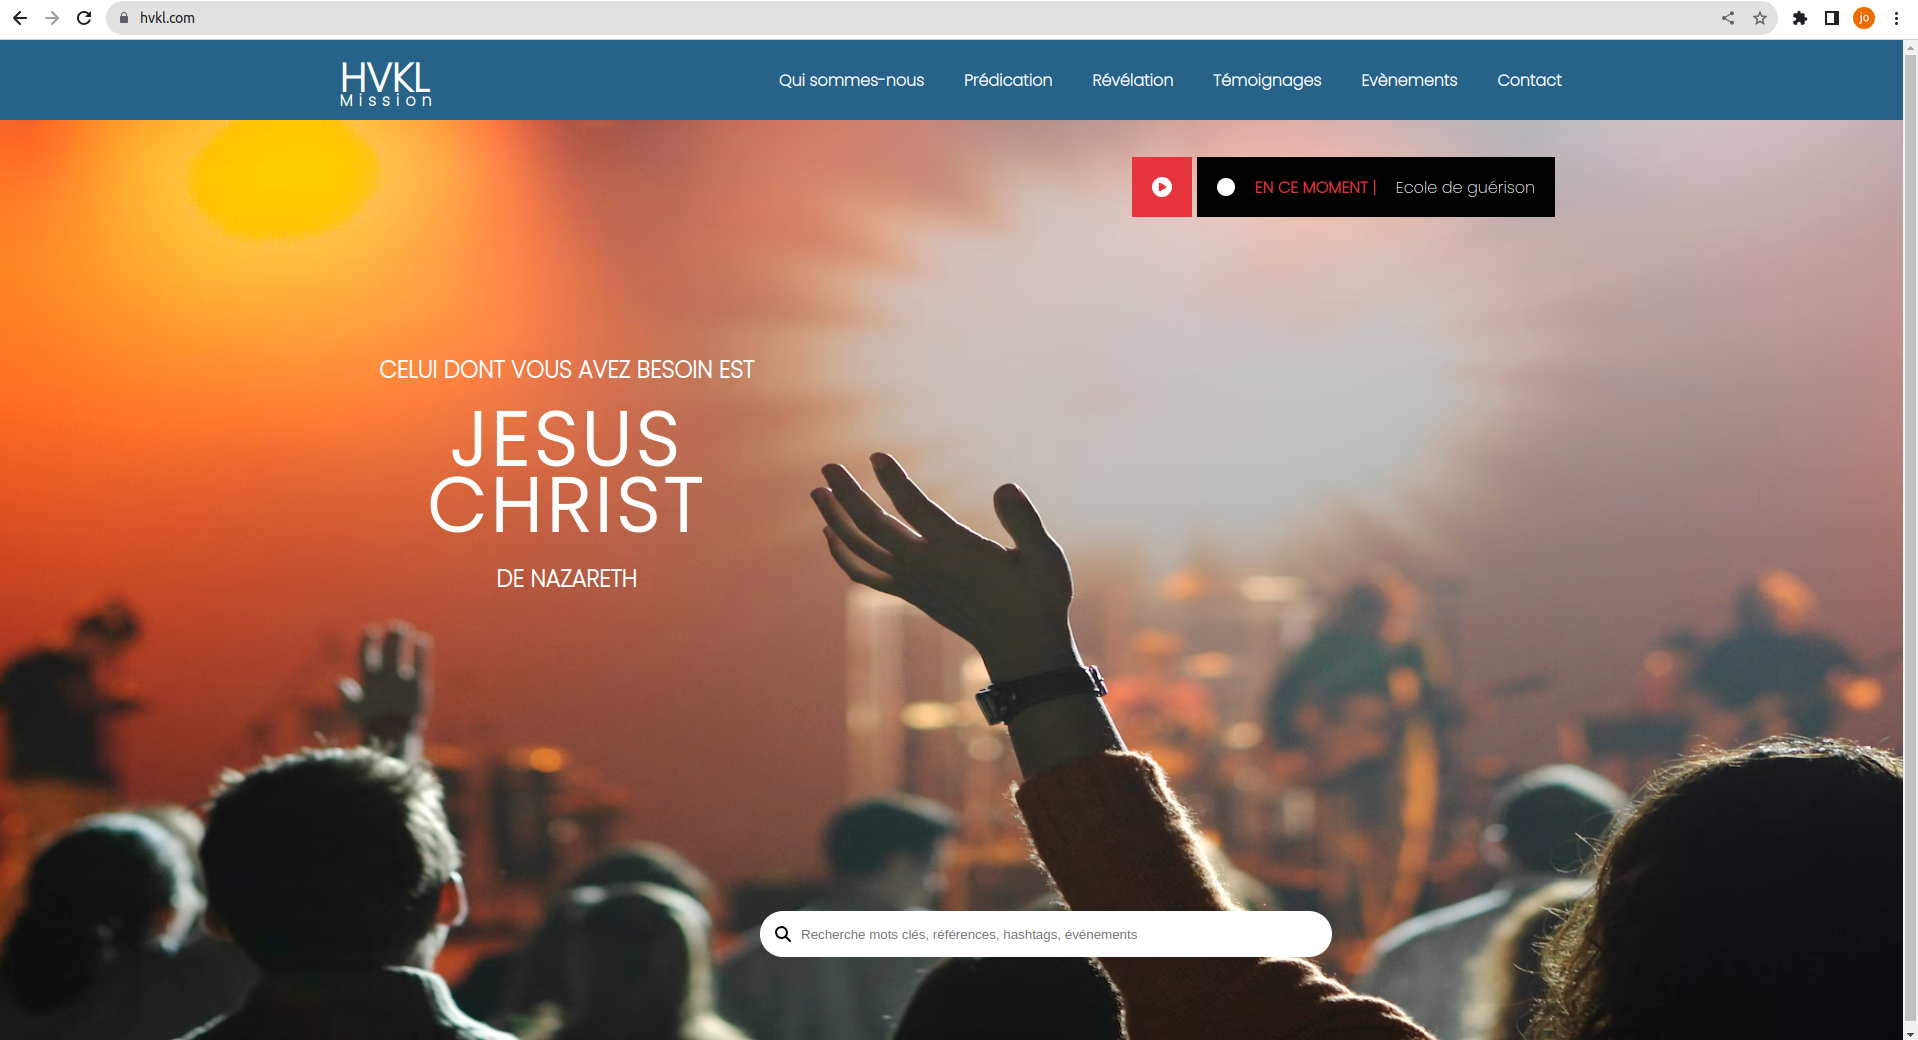 hvkl.com
jo
HVKL
Mission
Qui sommes-nous
Prédication
Révélation
Témoignages
Evènements
Contact
EN CE MOMENT | Ecole de guérison
CELUI DONT VOUS AVEZ BESOIN EST
JESUS
CHRIST
DE NAZARETH
Recherche mots clés, références, hashtags, événements